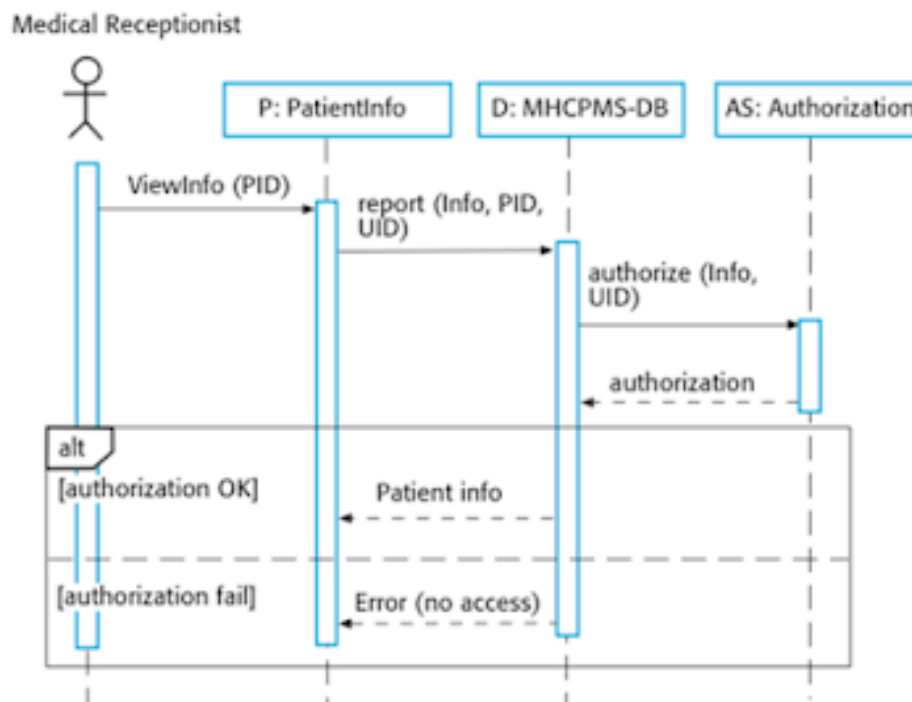 Medical Receptionist
P: PatientInfo
D: MHCPMS-DB
AS: Authorization
ViewInfo (PID)
report (Info, PID,
UID)
authorize (Info,
UID)
authorization
alt
[authorization OK]
Patient info
[authorization fail]
Error (no access)